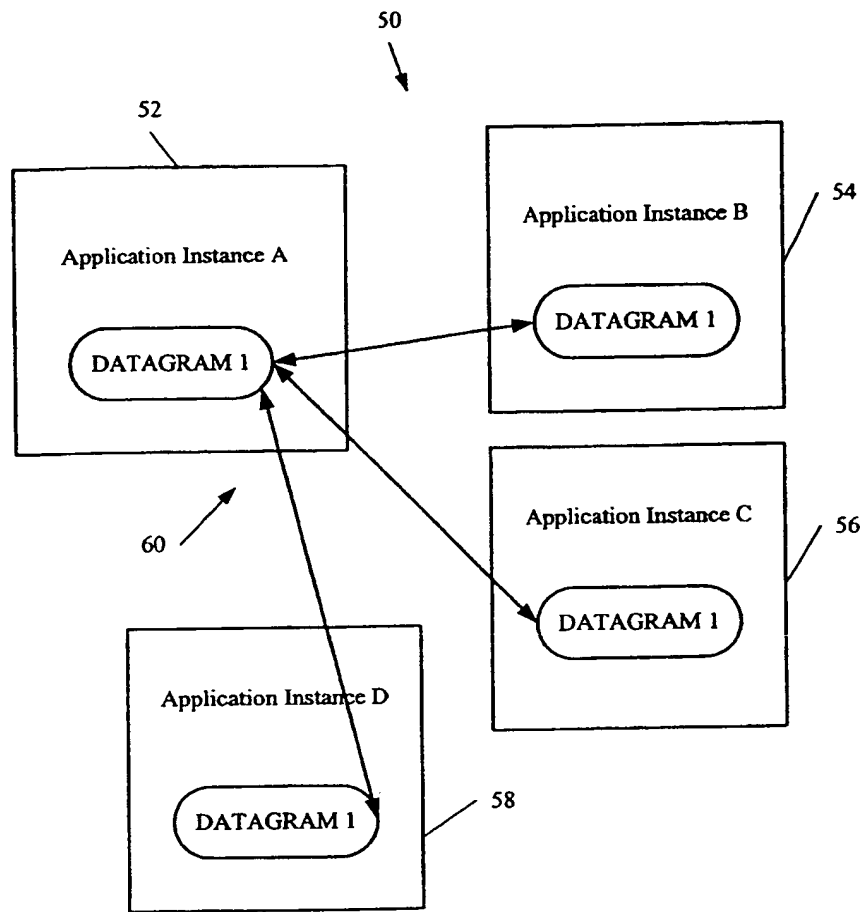 50
52
54
Application Instance A
Application Instance B
DATAGRAM 1
DATAGRAM 1
60
Application Instance C
56
DATAGRAM 1
Application Instance D
DATAGRAM 1
58